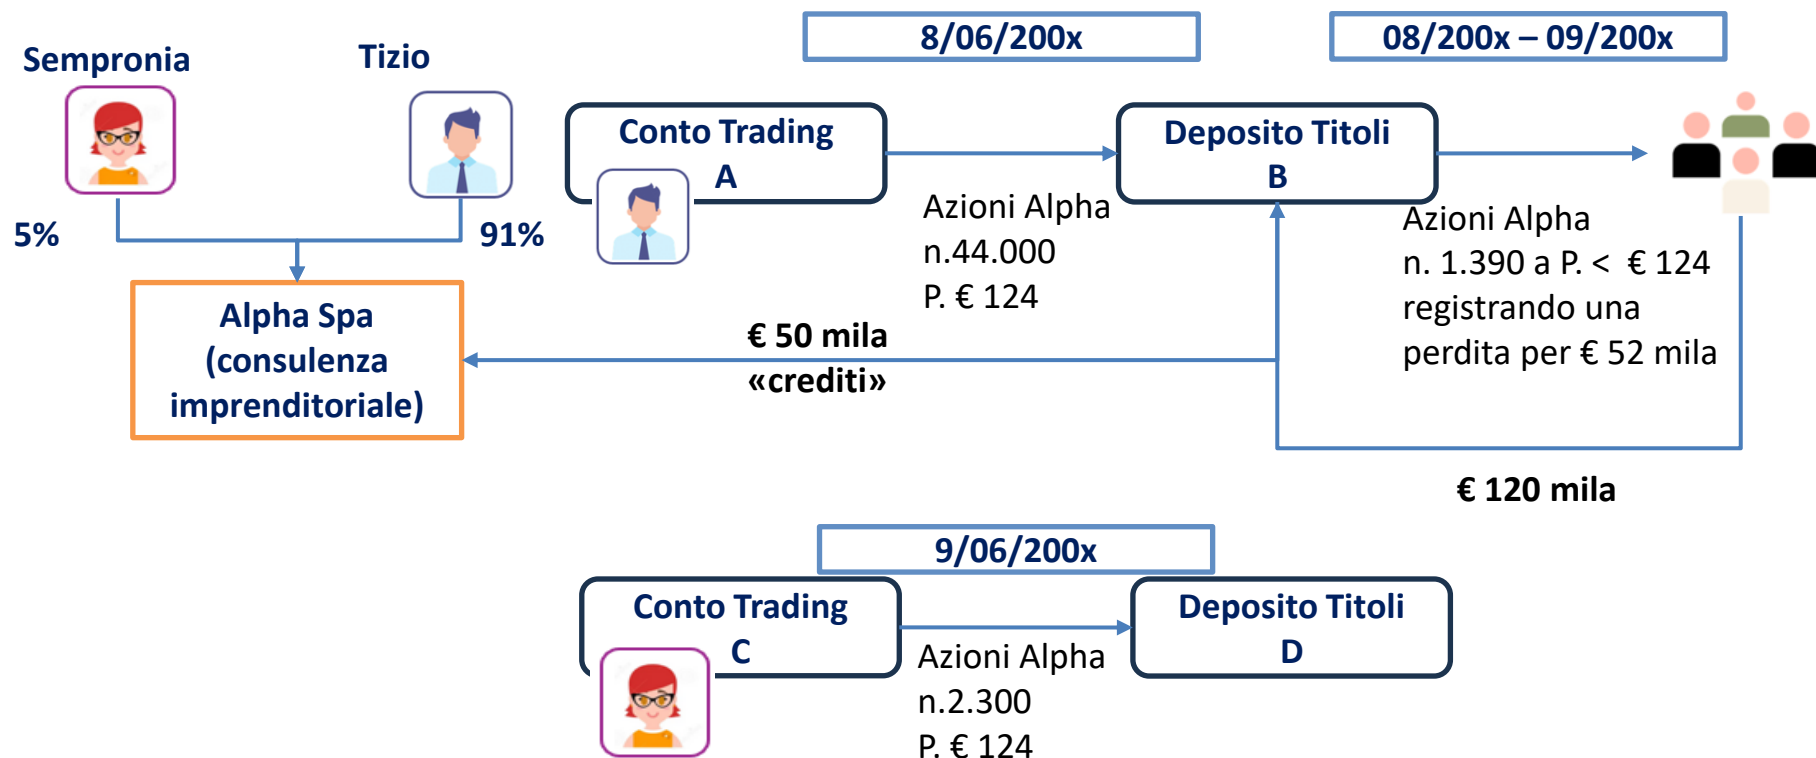 8/06/200x
08/200x – 09/200x
Sempronia
Tizio
Conto Trading
A
Deposito Titoli
B
5%
91%
Azioni Alpha
n.44.000
P. € 124
Azioni Alpha
n. 1.390 a P. < € 124
registrando una
perdita per € 52 mila
Alpha Spa
(consulenza
imprenditoriale)
€ 50 mila
«crediti»
€ 120 mila
9/06/200x
Conto Trading
C
Deposito Titoli
D
Azioni Alpha
n.2.300
P. € 124